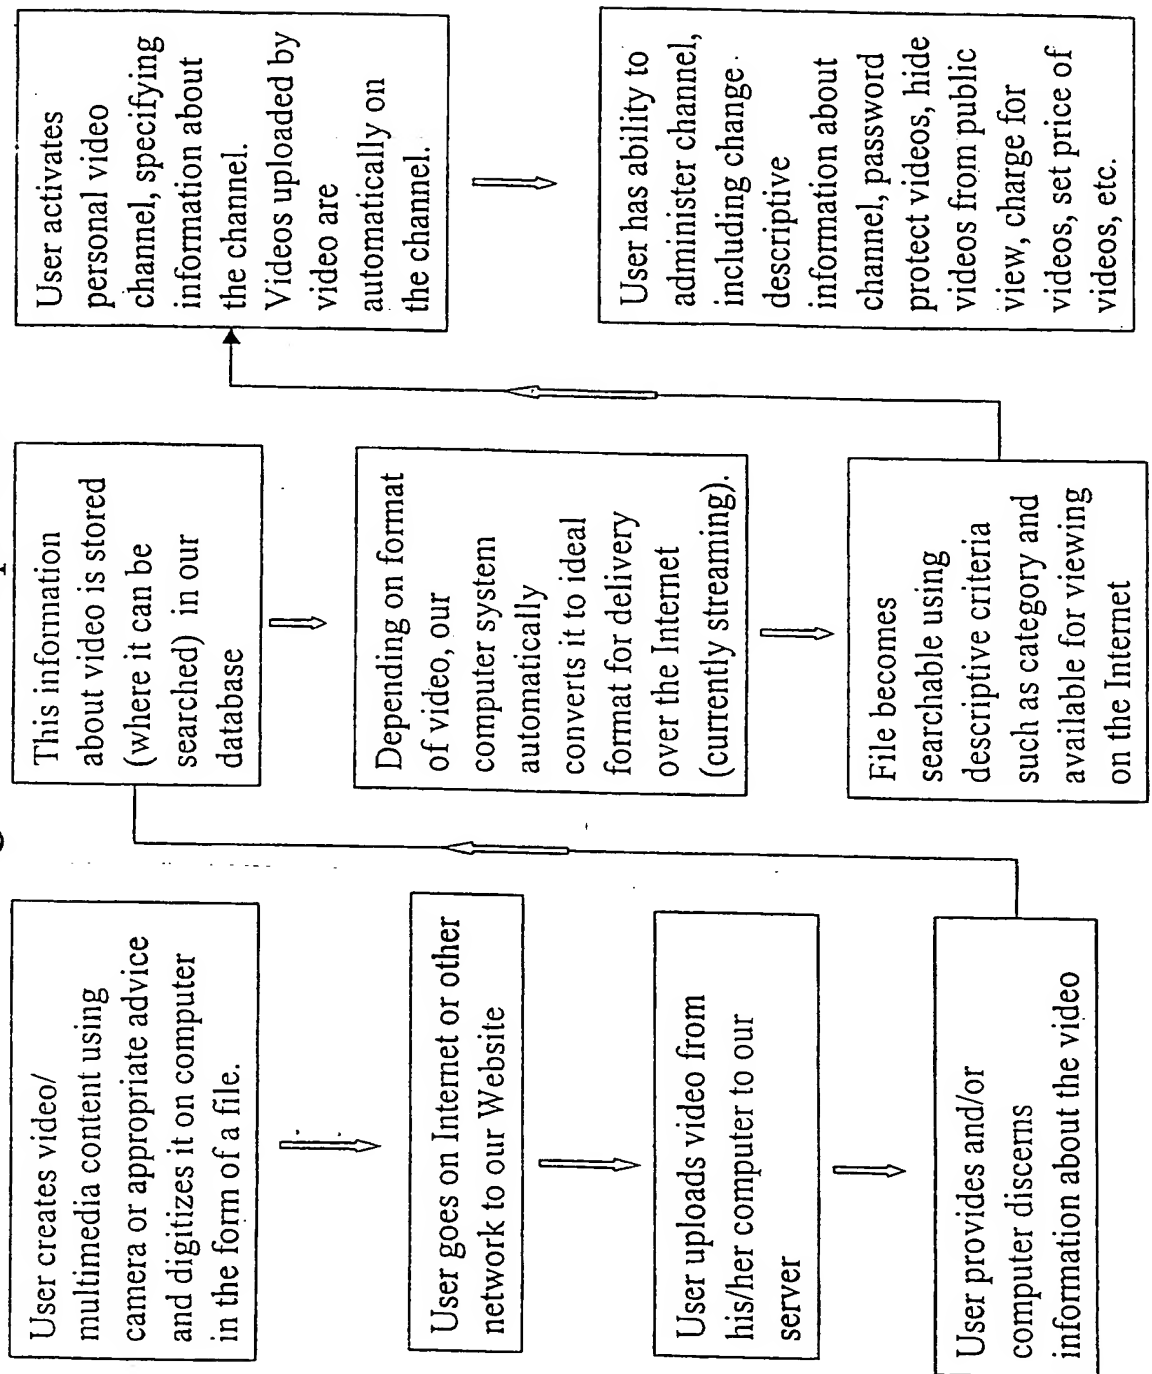 User creates video/
multimedia content using
camera or appropriate advice
and digitizes it on computer
in the form of a file.
User goes on Internet or other
network to our Website
User uploads video from
his/her computer to our
server
User provides and/or
computer discerns
information about the video
This information
about video is stored
(where it can be
searched) in our
database
Depending on format
of video, our
computer system
automatically
converts it to ideal
format for delivery
over the Internet
(currently streaming).
File becomes
searchable using
descriptive criteria
such as category and
available for viewing
on the Internet
User activates
personal video
channel, specifying
information about
the channel.
Videos uploaded by
video are
automatically on
the channel.
User has ability to
administer channel,
including change
descriptive
information about
channel, password
protect videos, hide
videos from public
view, charge for
videos, set price of
videos, etc.